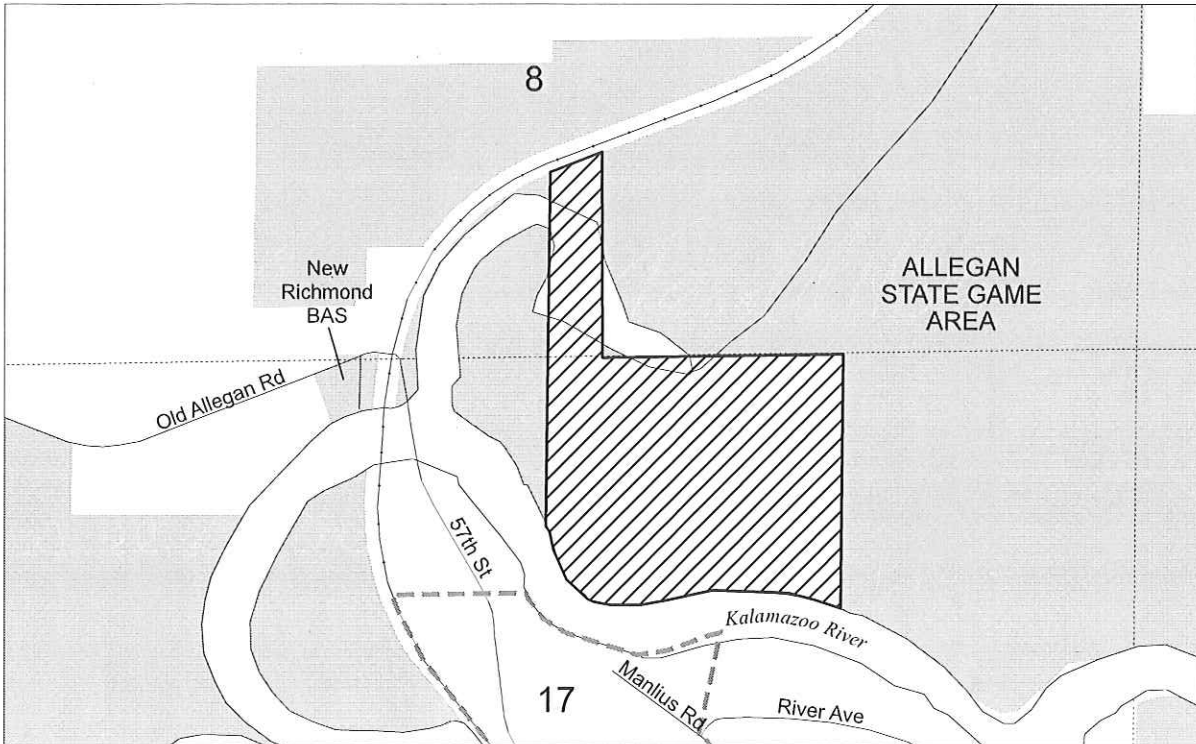 8
New
Richmond
BAS
ALLEGAN
STATE GAME
AREA
Old Allegan Rd
57th St
Kalamazoo River
Manlius Rd
17
River Ave